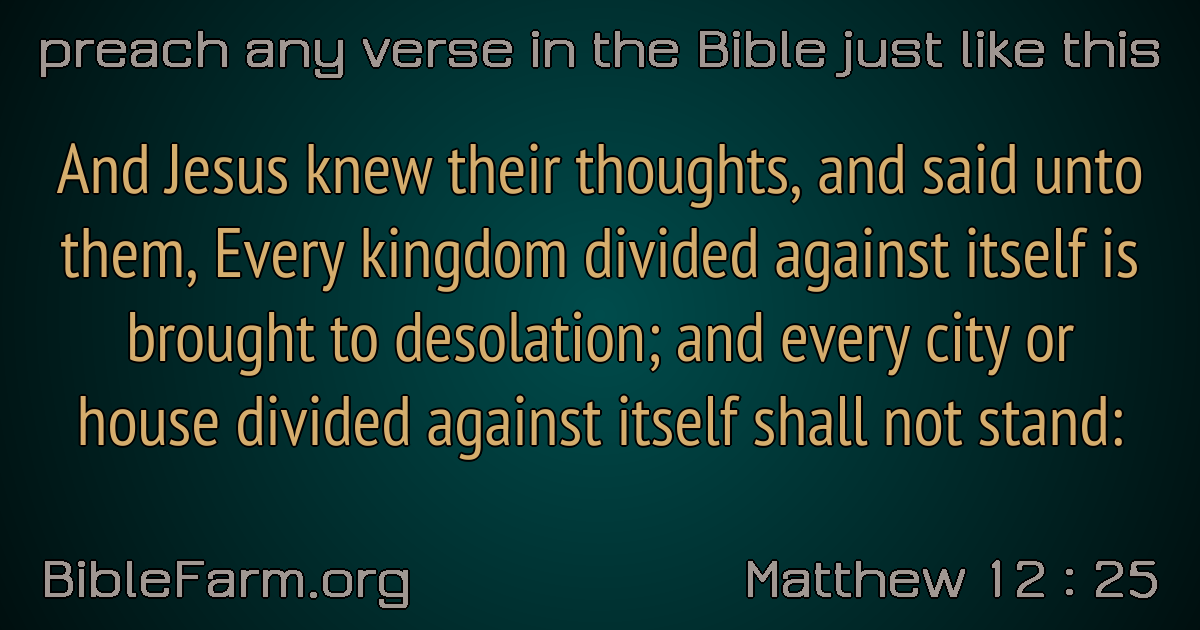 preach any verse in the Bible just like this
And Jesus knew their thoughts, and said unto
them, Every kingdom divided against itself is
brought to desolation; and every city or
house divided against itself shall not stand:
BibleFarm.org
Matthew 12 : 25